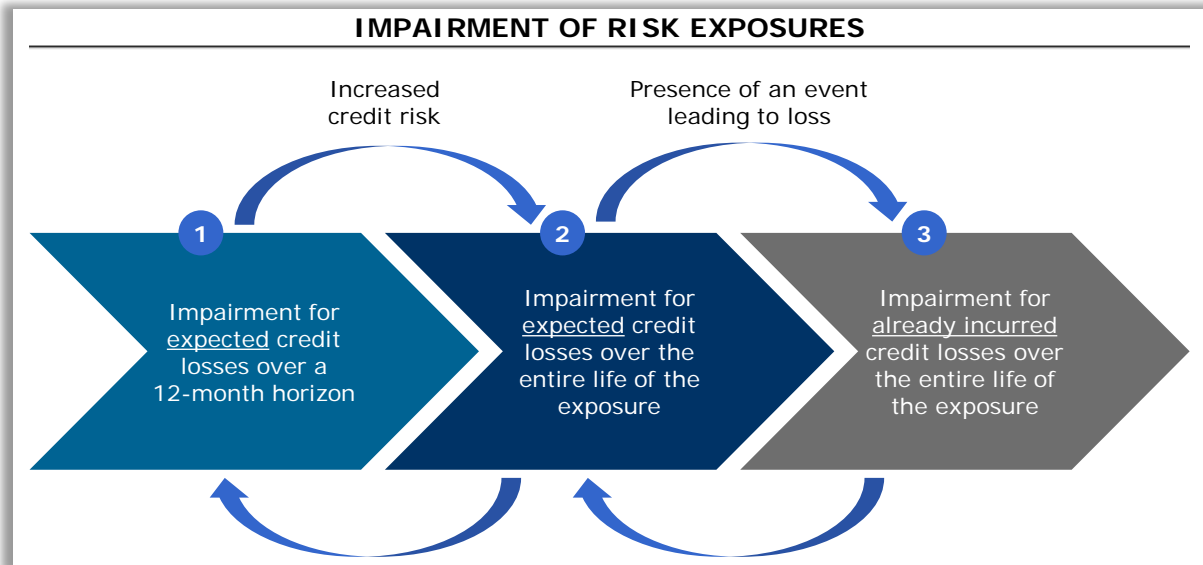 IMPAIRMENT OF RISK EXPOSURES
Increased
credit risk
Presence of an event
leading to loss
1
Impairment for
expected credit
losses over a
12-month horizon
2
Impairment for
expected credit
losses over the
entire life of the
exposure
3
Impairment for
already incurred
credit losses over
the entire life of
the exposure